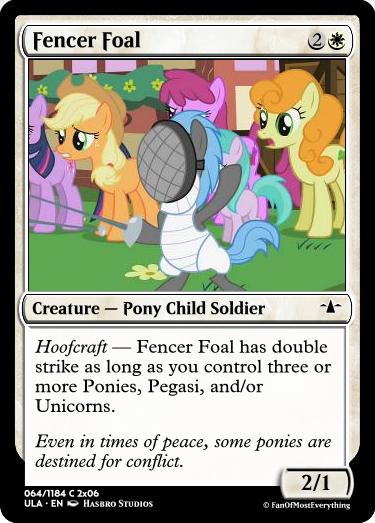 Fencer Foal 2
Creature — Pony Child Soldier
Hoofcraft — Fencer Foal has double
strike as long as you control three or
more Ponies, Pegasi, and/or
Unicorns.
Even in times of peace, some ponies are
destined for conflict.
2/1
064/1184 C 2x06
ULA • EN Hasbro Studios
© FanOfMostEverything